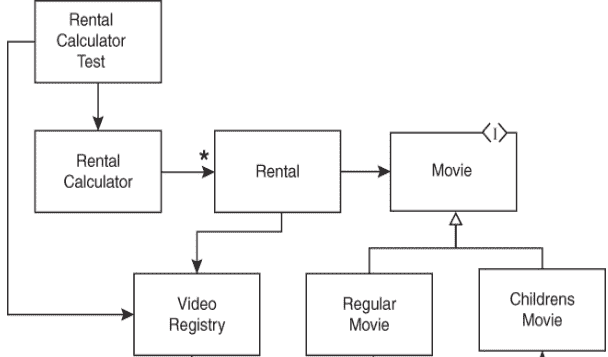 Rental
Calculator
Test
Rental
Calculator
*
Rental
<I>
Movie
Video
Registry
Regular
Movie
Childrens
Movie